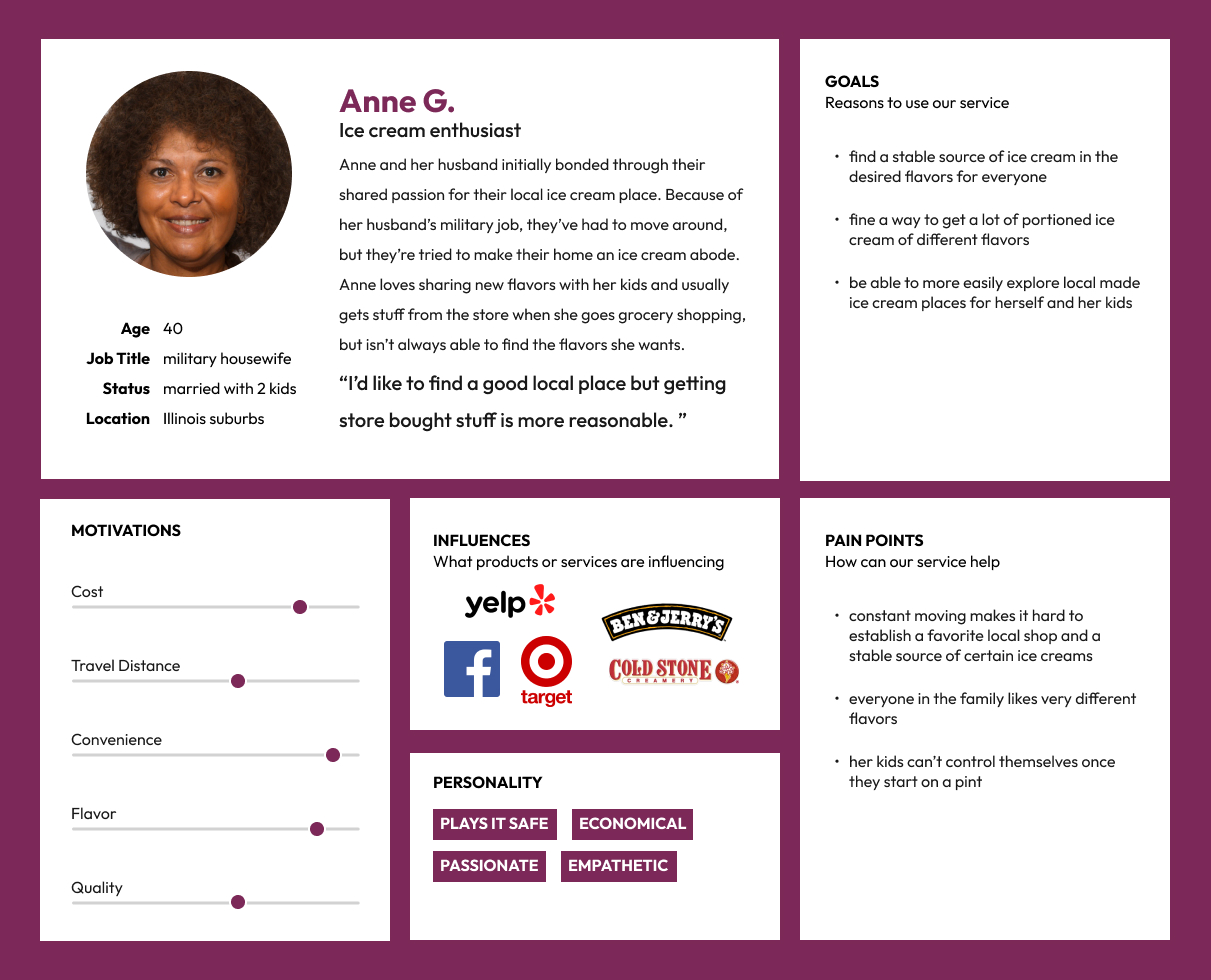 Anne G.
Ice cream enthusiast
Anne and her husband initially bonded through their
shared passion for their local ice cream place. Because of
her husband’s military job, they’ve had to move around,
but they’re tried to make their home an ice cream abode.
Anne loves sharing new flavors with her kids and usually
gets stuff from the store when she goes grocery shopping,
but isn’t always able to find the flavors she wants.
“I’d like to find a good local place but getting
store bought stuff is more reasonable. ”
Age 40
Job Title military housewife
Status married with 2 kids
Location Illinois suburbs
GOALS
Reasons to use our service
• find a stable source of ice cream in the
desired flavors for everyone
• fine a way to get a lot of portioned ice
cream of different flavors
• be able to more easily explore local made
ice cream places for herself and her kids
MOTIVATIONS
Cost
Travel Distance
Convenience
Flavor
Quality
INFLUENCES
What products or services are influencing
yelp
BEN & JERRY'S
f
target
COLD STONE
CREAMERY
PERSONALITY
PLAYS IT SAFE ECONOMICAL
PASSIONATE EMPATHETIC
PAIN POINTS
How can our service help
• constant moving makes it hard to
establish a favorite local shop and a
stable source of certain ice creams
• everyone in the family likes very different
flavors
• her kids can’t control themselves once
they start on a pint